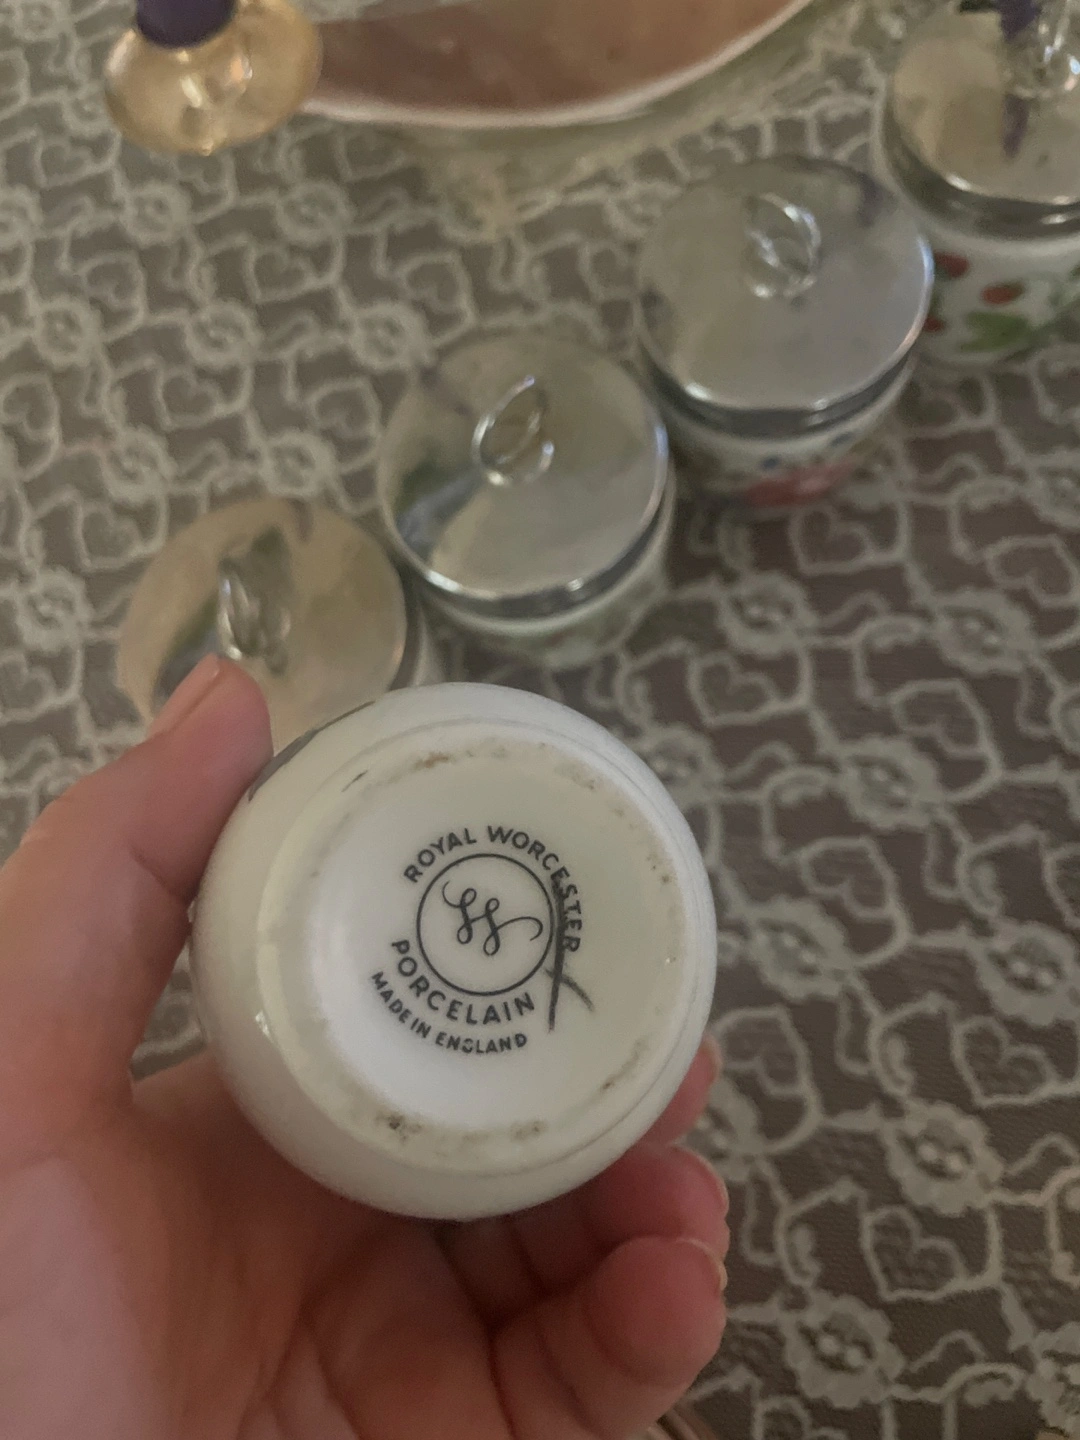 ROYAL WORCESTER
PORCELAIN
MADE IN ENGLAND